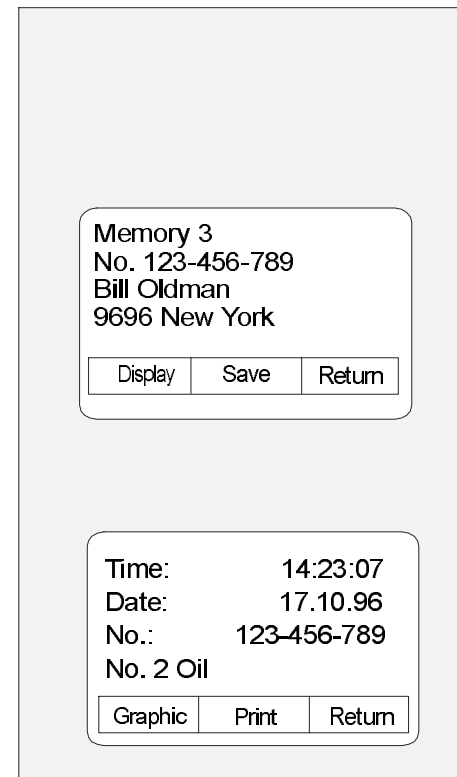 Memory 3
No. 123-456-789
Bill Oldman
9696 New York
Display Save Return
Time: 14:23:07
Date: 17.10.96
No.: 123-456-789
No. 2 Oil
Graphic Print Return